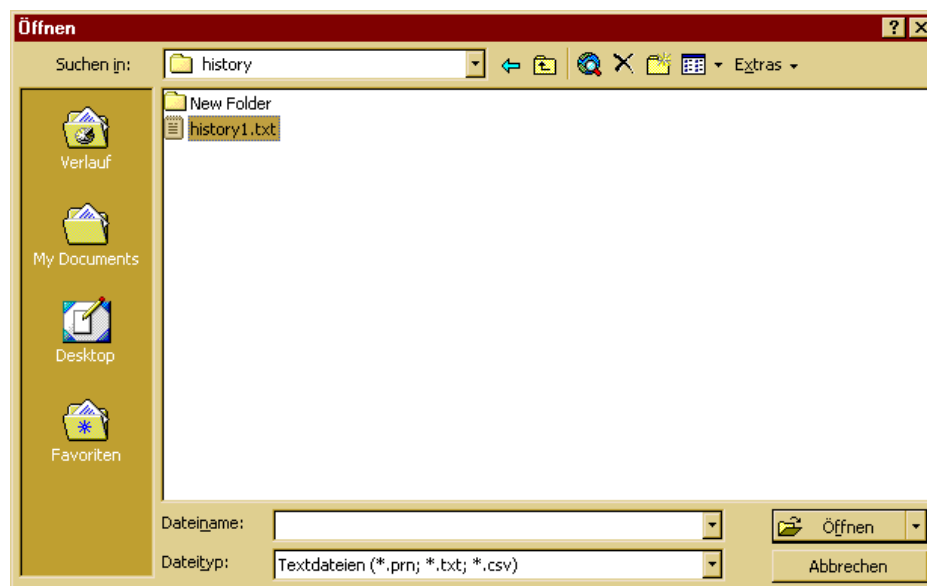 Öffnen
Suchen in: history Extras
New Folder
history1.txt
Verlauf
My Documents
Desktop
Favoriten
Dateiname: Öffnen
Dateityp: Textdateien (*.prn; *.txt; *.csv) Abbrechen